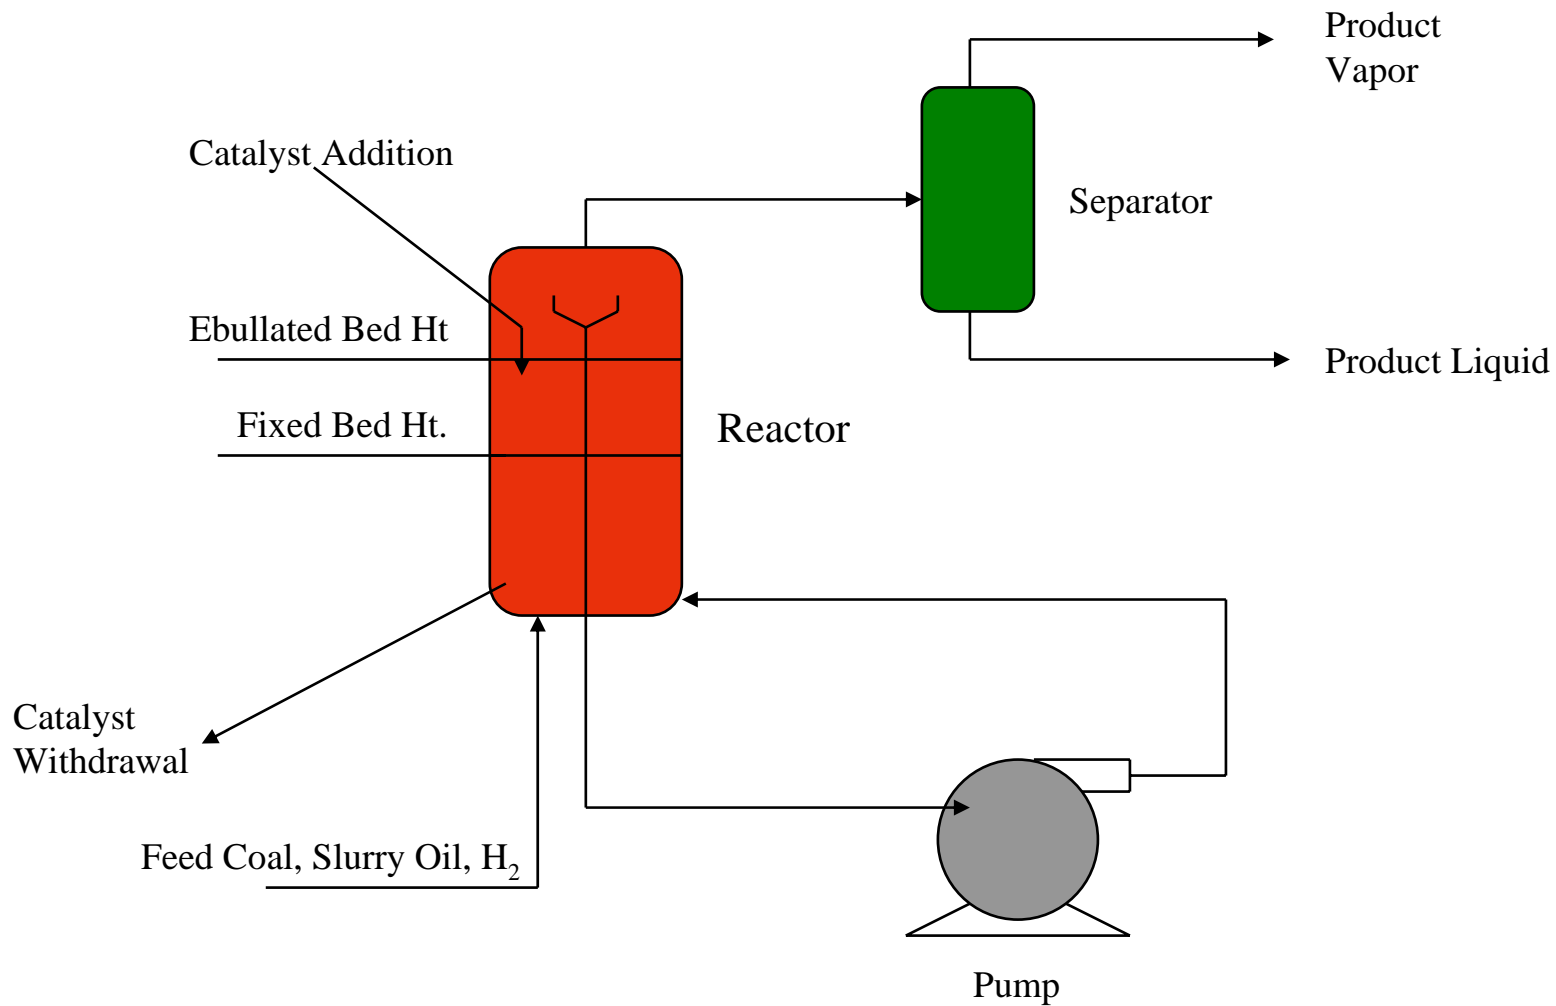 Product
Vapor
Catalyst Addition
Separator
Ebullated Bed Ht
Product Liquid
Fixed Bed Ht.
Reactor
Catalyst
Withdrawal
Feed Coal, Slurry Oil, H₂
Pump